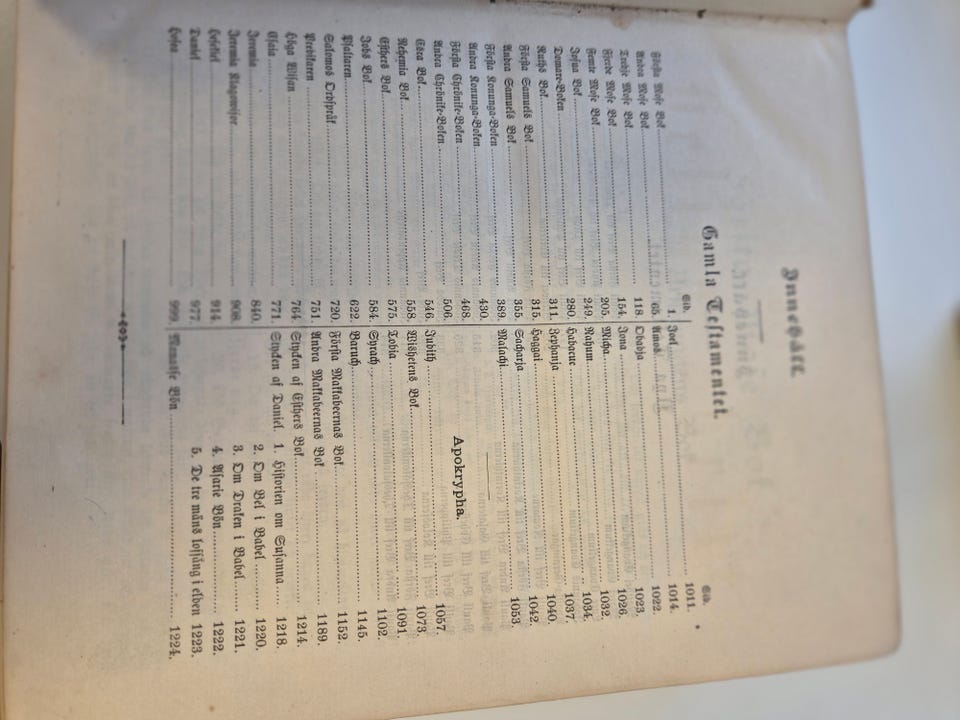 Innehåll.
Gamla Testamentet.
Sid.
Första Mose Bok 1.
Andra Mose Bok 65.
Tredje Mose Bok 118.
Fjerde Mose Bok 154.
Femte Mose Bok 205.
Josua Bok 249.
Domare-Boken 280.
Ruths Bok 311.
Första Samuels Bok 315.
Andra Samuels Bok 355.
Första Konunga-Boken 389.
Andra Konunga-Boken 430.
Första Chrönike-Boken 468.
Andra Chrönike-Boken 506.
Esra Bok 546.
Nehemia Bok 558.
Esthers Bok 575.
Jobs Bok 584.
Psaltaren 622.
Salomos Ordspråk 720.
Predikaren 751.
Höga Wisan 764.
Esaia 771.
Jeremia 840.
Jeremia Klagowisor 908.
Hesekiel 914.
Daniel 977.
Hosea 999.
Sid.
Joel 1011.
Amos 1014.
Obadja 1022.
Jona 1023.
Micha 1026.
Nahum 1032.
Habacuc 1034.
Zephanja 1037.
Haggai 1040.
Sacharja 1042.
Malachi 1053.
Apokrypha.
Judith 1057.
Wishetens Bok 1073.
Tobia 1091.
Syrach 1102.
Baruch 1145.
Första Makkabeernas Bok 1152.
Andra Makkabeernas Bok 1189.
Stycken af Esthers Bok 1214.
Stycken af Daniel. 1. Historien om Susanna 1218.
2. Om Bel i Babel 1220.
3. Om Draken i Babel 1221.
4. Asarie Bön 1222.
5. De tre mäns lofsång i elden 1223.
Manasse Bön 1224.